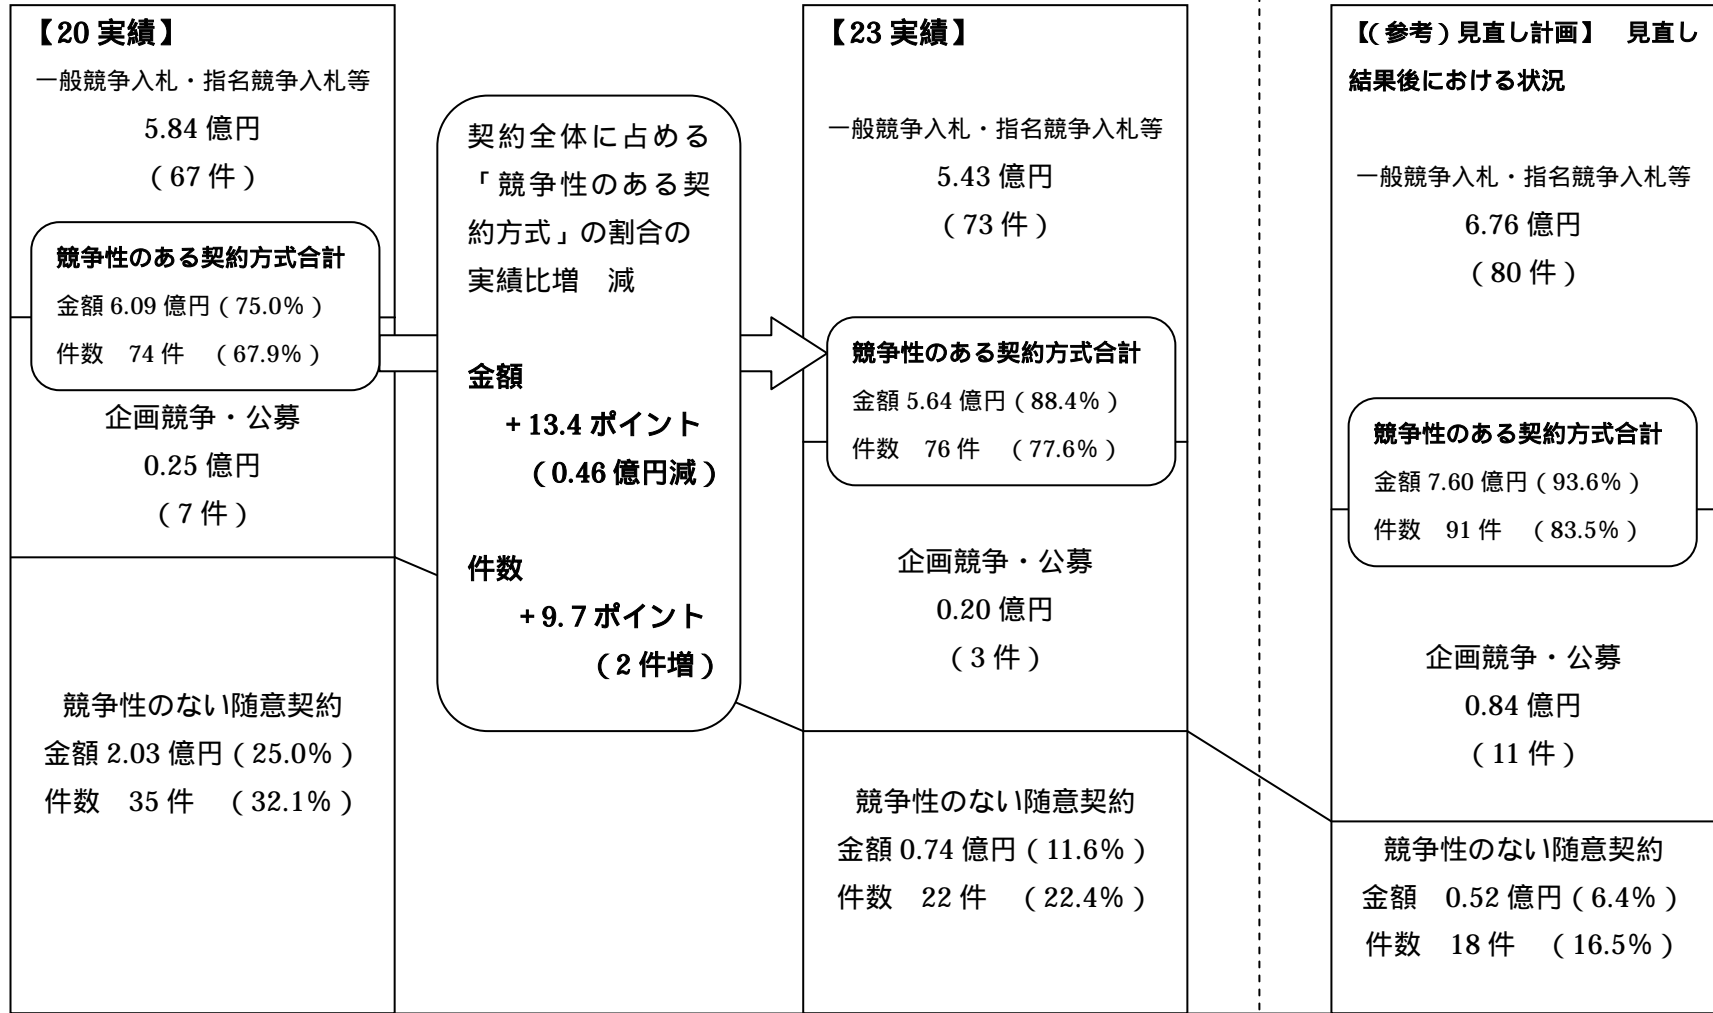 【20 実績】
一般競争入札・指名競争入札等
5.84 億円
（67 件）
競争性のある契約方式合計
金額 6.09 億円（75.0%）
件数　74 件　（67.9%）
企画競争・公募
0.25 億円
（7 件）
競争性のない随意契約
金額 2.03 億円（25.0%）
件数　35 件　（32.1%）
契約全体に占める
「競争性のある契
約方式」の割合の
実績比増　減
金額
+13.4 ポイント
（0.46 億円減）
件数
+9.7 ポイント
（2 件増）
【23 実績】
一般競争入札・指名競争入札等
5.43 億円
（73 件）
競争性のある契約方式合計
金額 5.64 億円（88.4%）
件数　76 件　（77.6%）
企画競争・公募
0.20 億円
（3 件）
競争性のない随意契約
金額 0.74 億円（11.6%）
件数　22 件　（22.4%）
【（参考）見直し計画】　見直し
結果後における状況
一般競争入札・指名競争入札等
6.76 億円
（80 件）
競争性のある契約方式合計
金額 7.60 億円（93.6%）
件数　91 件　（83.5%）
企画競争・公募
0.84 億円
（11 件）
競争性のない随意契約
金額　0.52 億円（6.4%）
件数　18 件　（16.5%）